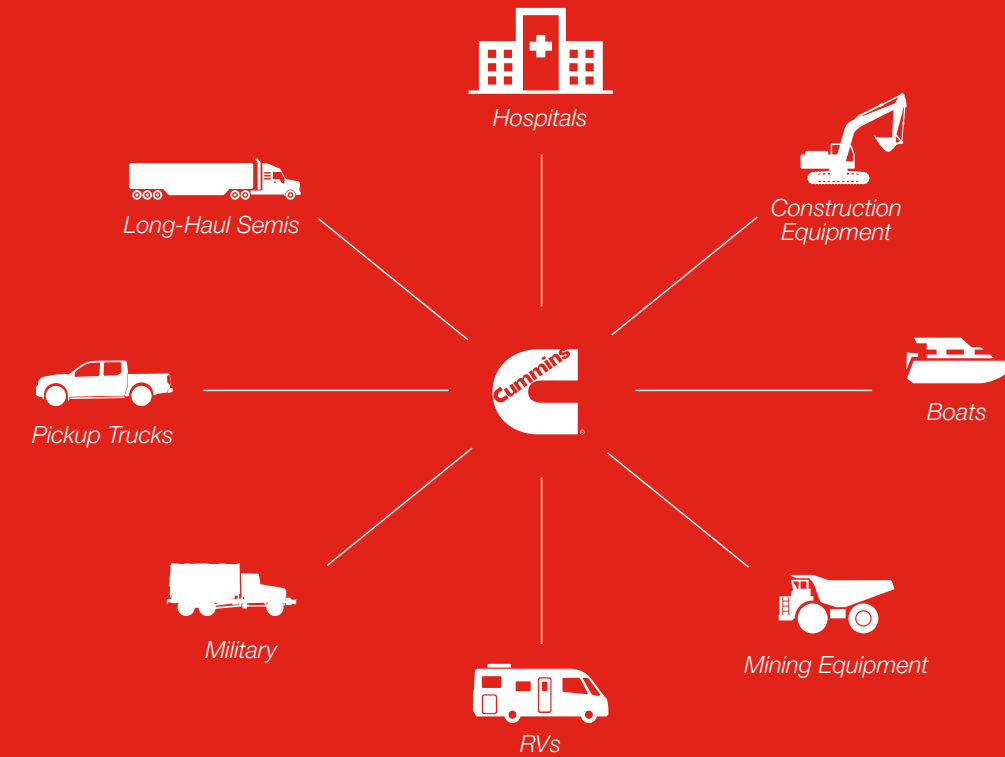 Hospitals
Long-Haul Semis
Construction
Equipment
Cummins
®
Pickup Trucks
Boats
Military
Mining Equipment
RVs